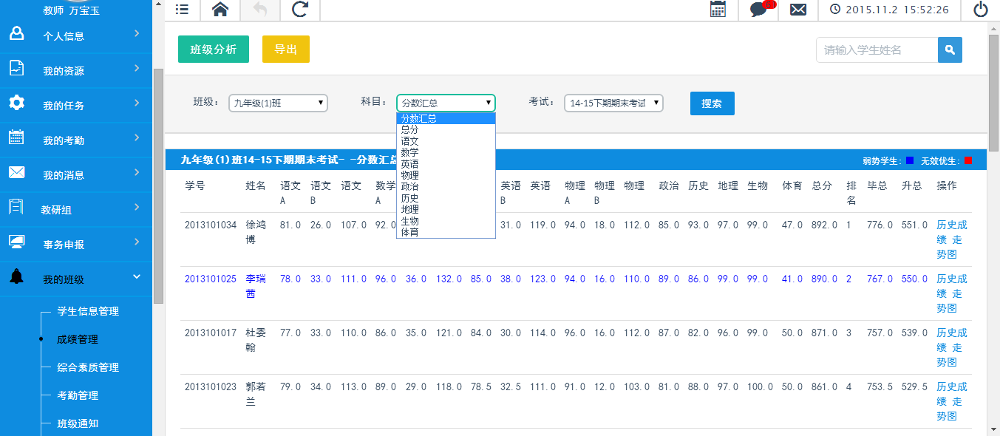 教师 万宝玉
个人信息
我的资源
我的任务
我的考勤
我的消息
教研组
事务申报
我的班级
学生信息管理
成绩管理
综合素质管理
考勤管理
班级通知
2015.11.2 15:52:26
班级分析 导出 请输入学生姓名
班级: 九年级(1)班 科目: 分数汇总 考试: 14-15下期期末考试 搜索
分数汇总
总分
语文
数学
英语
物理
政治
历史
地理
生物
体育
九年级(1)班14-15下期期末考试- -分数汇总 弱势学生: 无效优生:
学号 姓名 语文A 语文B 语文 数学A 英语B 英语 物理A 物理B 物理 政治 历史 地理 生物 体育 总分 排名 毕总 升总 操作
2013101034 徐鸿博 81.0 26.0 107.0 92.0 31.0 119.0 94.0 18.0 112.0 85.0 93.0 97.0 99.0 47.0 892.0 1 776.0 551.0 历史成绩 走势图
2013101025 李瑞茜 78.0 33.0 111.0 96.0 36.0 132.0 85.0 38.0 123.0 94.0 16.0 110.0 89.0 86.0 99.0 99.0 41.0 890.0 2 767.0 550.0 历史成绩 走势图
2013101017 杜委翰 77.0 33.0 110.0 86.0 35.0 121.0 84.0 30.0 114.0 96.0 16.0 112.0 87.0 82.0 96.0 99.0 50.0 871.0 3 757.0 539.0 历史成绩 走势图
2013101023 郭若兰 79.0 34.0 113.0 89.0 29.0 118.0 78.5 32.5 111.0 91.0 12.0 103.0 81.0 88.0 97.0 100.0 50.0 861.0 4 753.5 529.5 历史成绩 走势图